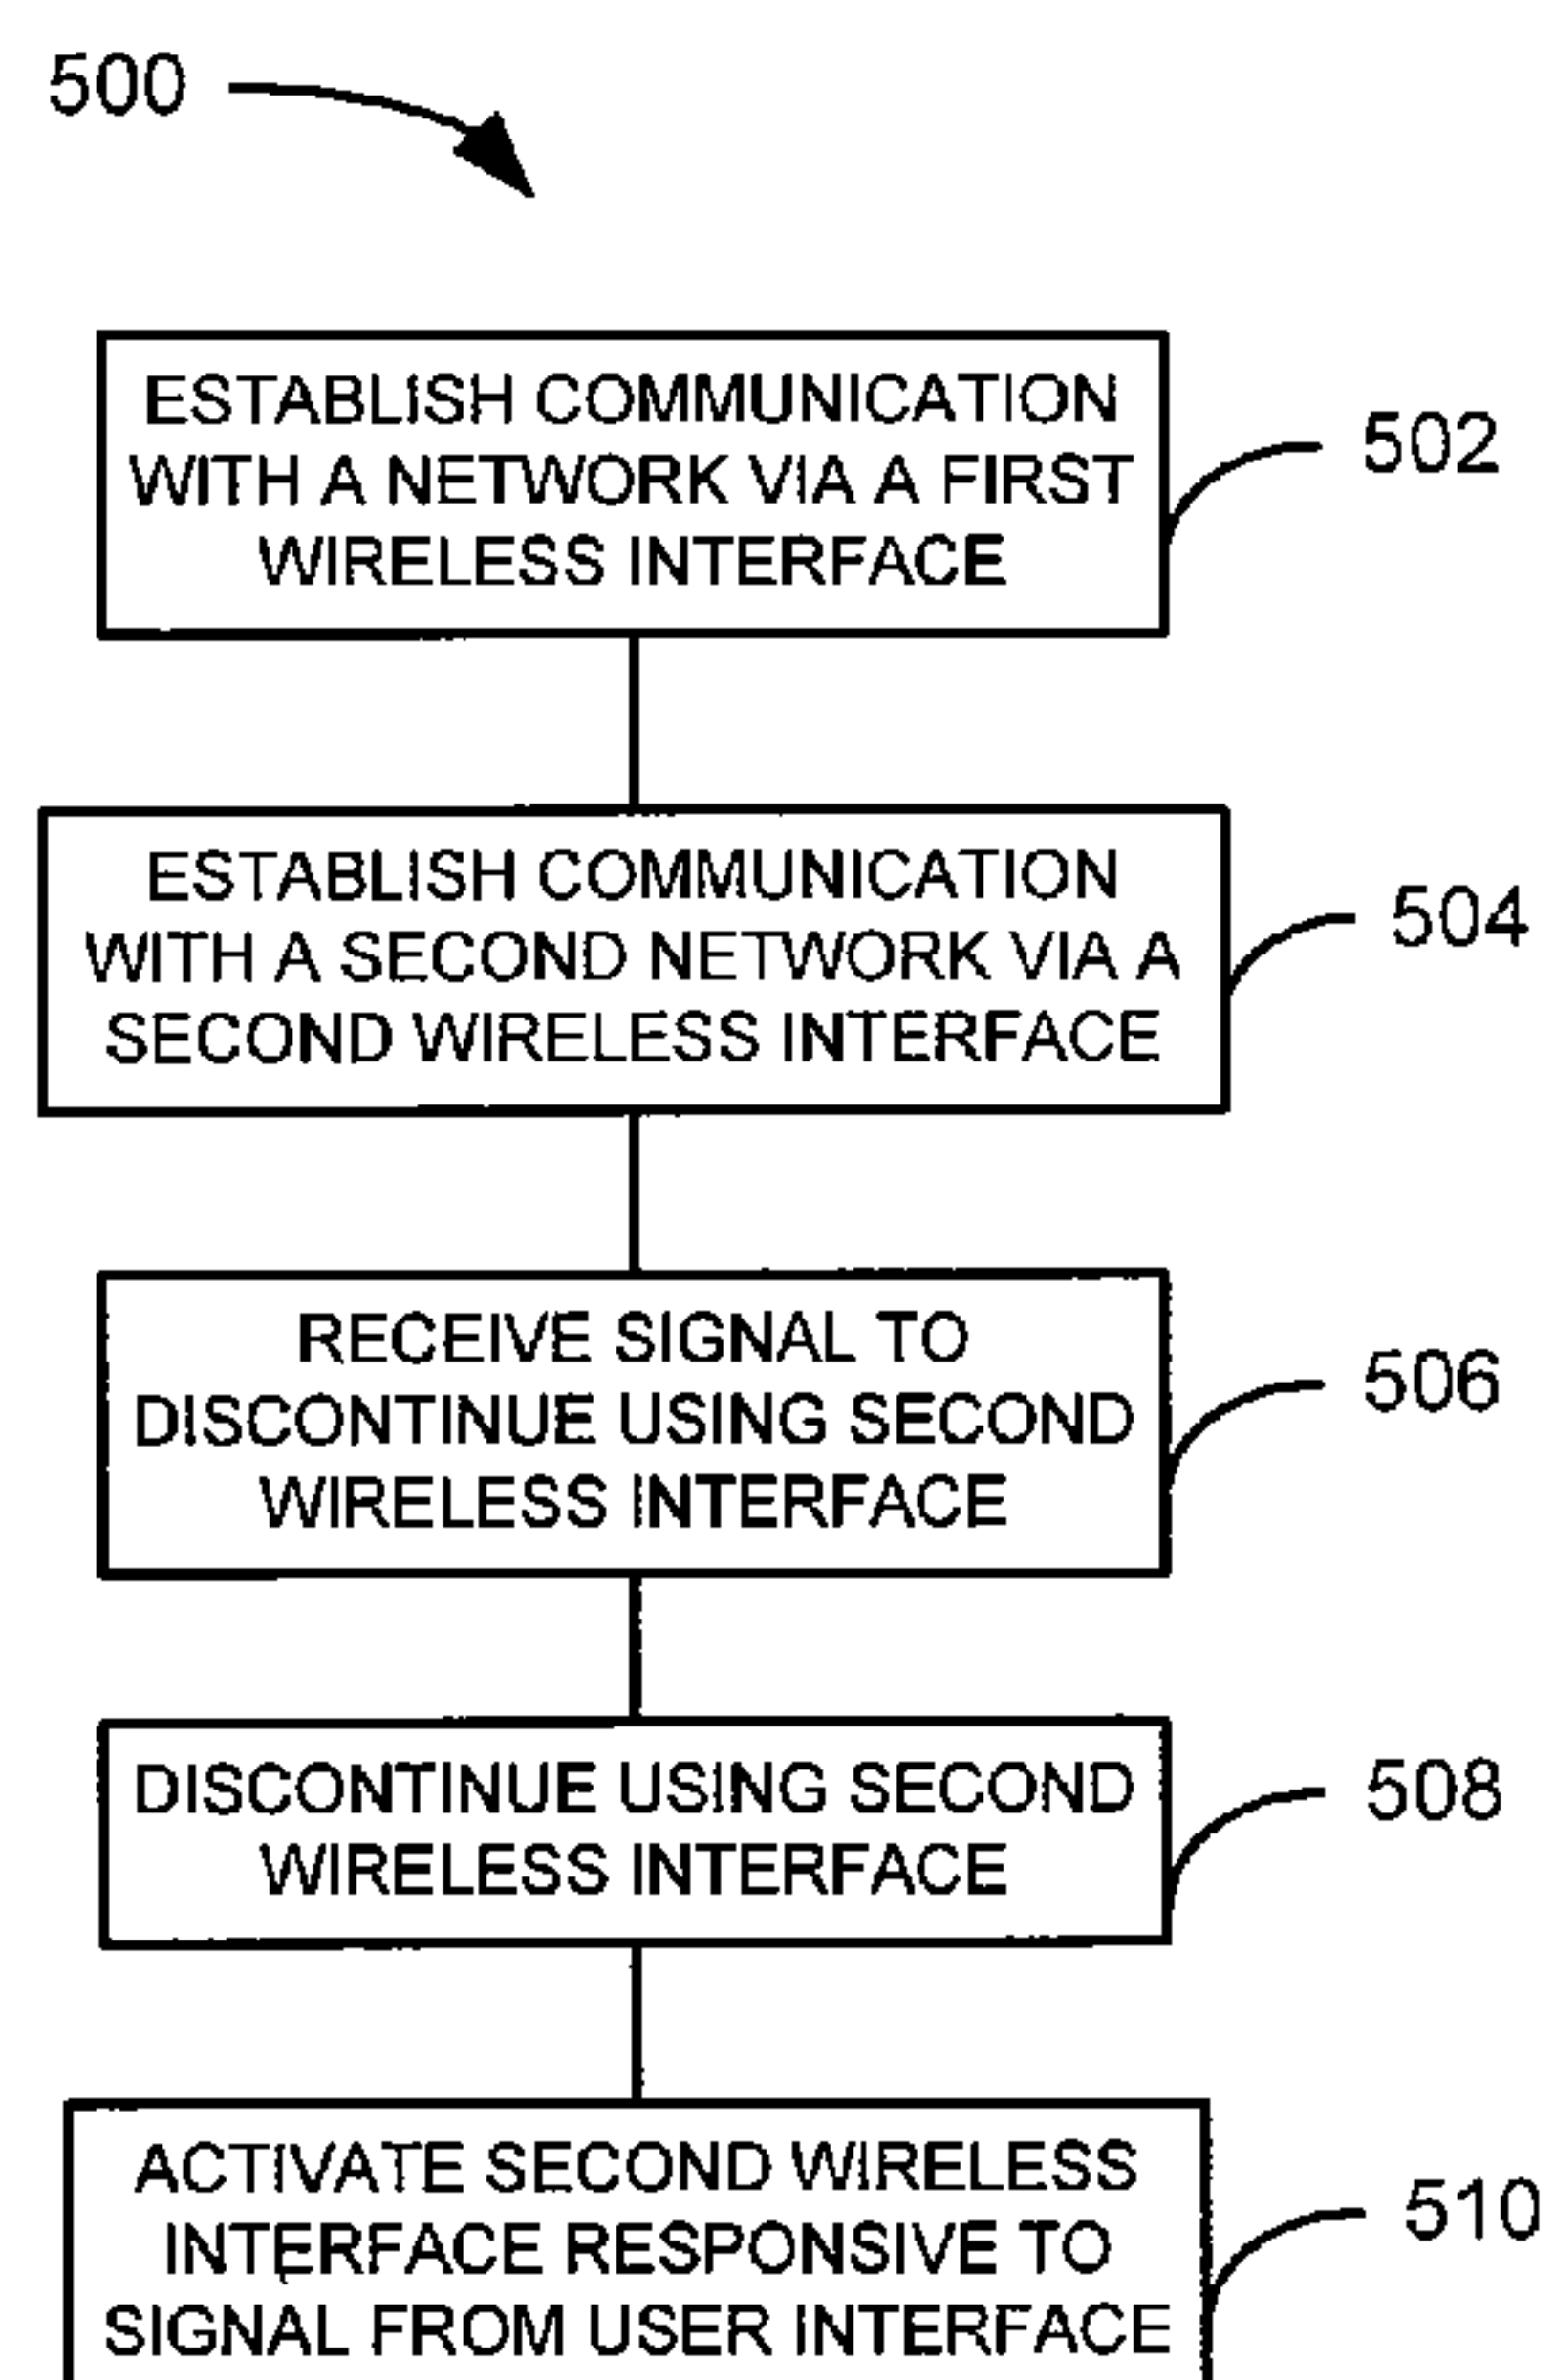 500
ESTABLISH COMMUNICATION
WITH A NETWORK VIA A FIRST
WIRELESS INTERFACE
502
ESTABLISH COMMUNICATION
WITH A SECOND NETWORK VIA A
SECOND WIRELESS INTERFACE
504
RECEIVE SIGNAL TO
DISCONTINUE USING SECOND
WIRELESS INTERFACE
506
DISCONTINUE USING SECOND
WIRELESS INTERFACE
508
ACTIVATE SECOND WIRELESS
INTERFACE RESPONSIVE TO
SIGNAL FROM USER INTERFACE
510